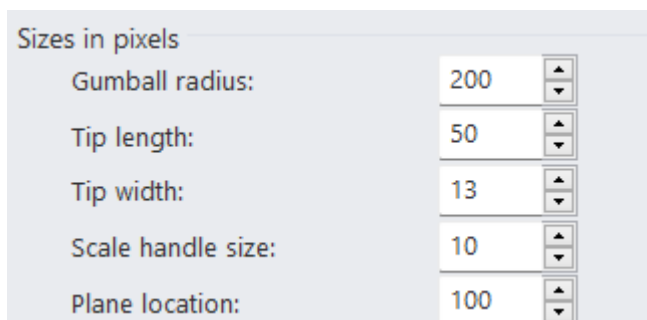 Sizes in pixels
Gumball radius: 200
Tip length: 50
Tip width: 13
Scale handle size: 10
Plane location: 100